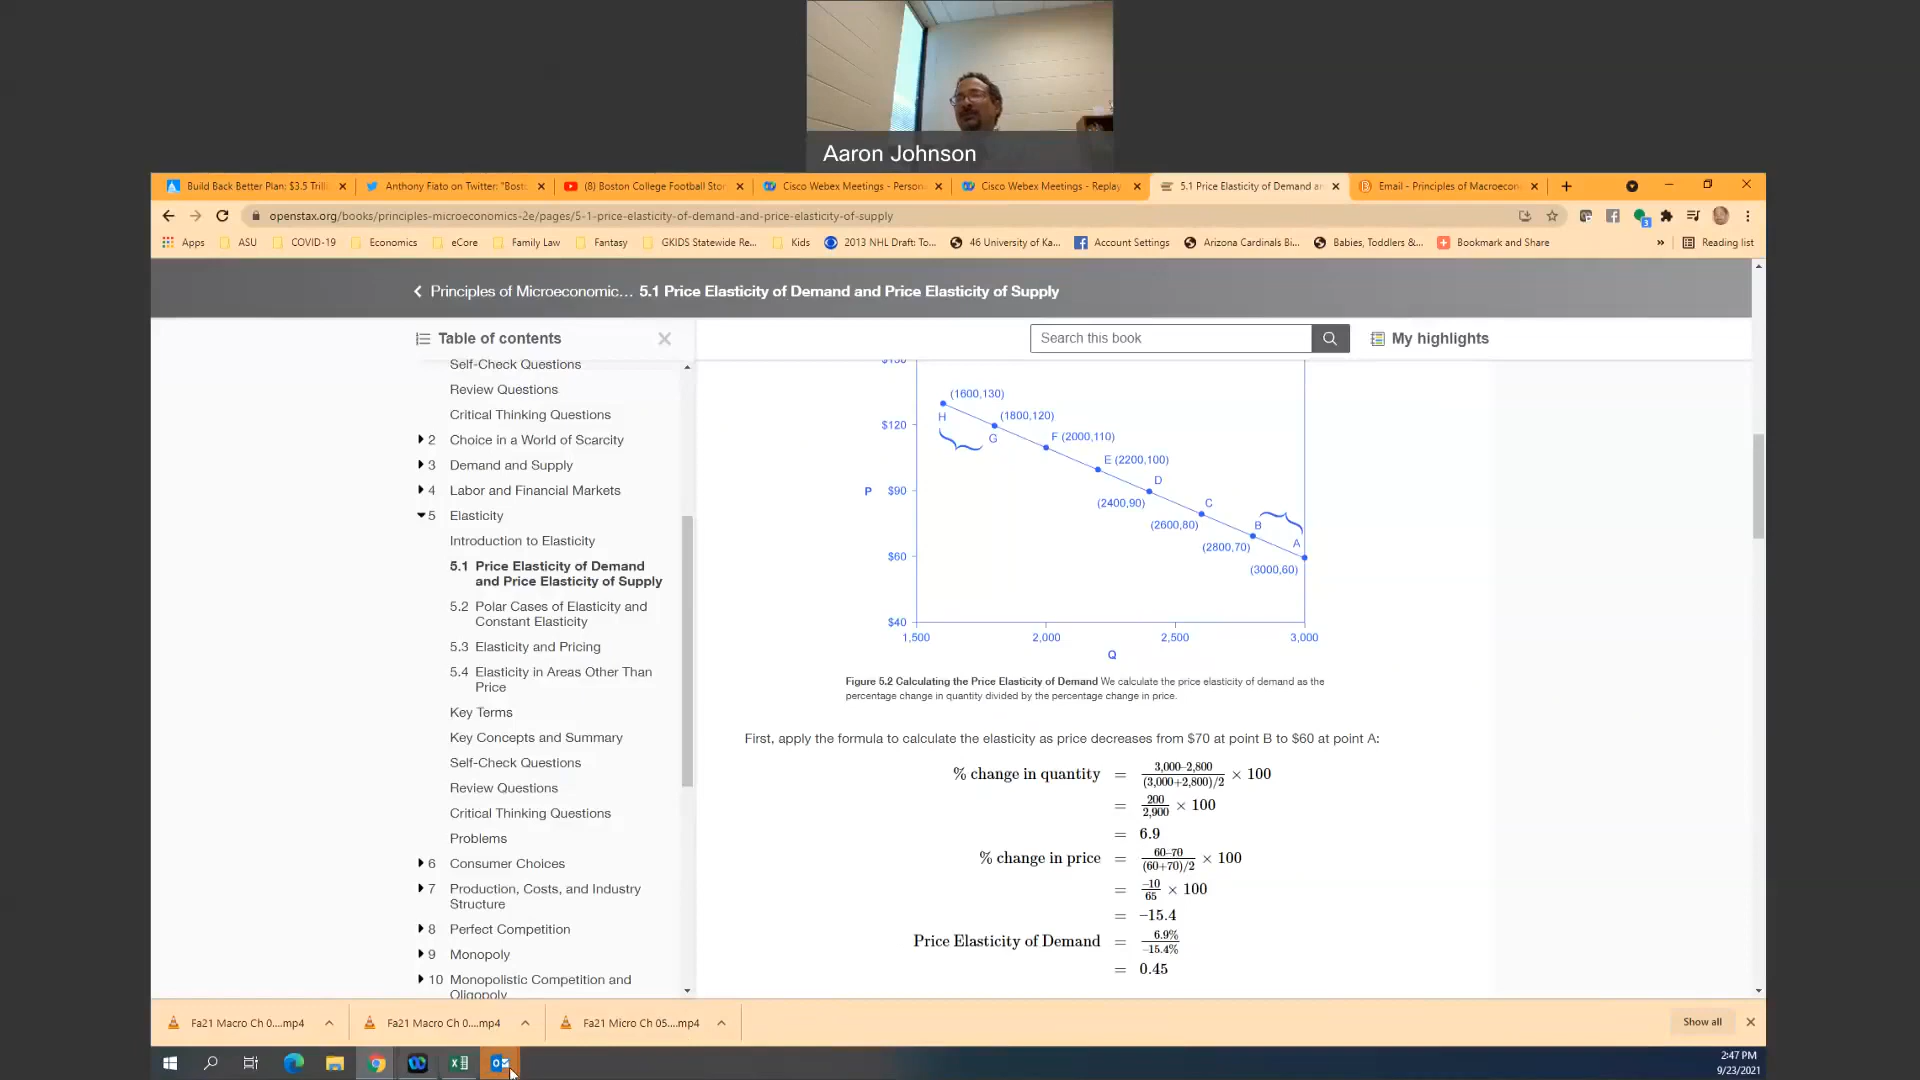 Aaron Johnson
Build Back Better Plan: $3.5 Trilli
Anthony Fiato on Twitter: "Bost
(8) Boston College Football Stor
Cisco Webex Meetings - Person
Cisco Webex Meetings - Replay
5.1 Price Elasticity of Demand an
Email - Principles of Macroecon
openstax.org/books/principles-microeconomics-2e/pages/5-1-price-elasticity-of-demand-and-price-elasticity-of-supply
3
Apps
ASU
COVID-19
Economics
eCore
Family Law
Fantasy
GKIDS Statewide Re...
Kids
2013 NHL Draft: To...
46 University of Ka...
Account Settings
Arizona Cardinals Bi...
Babies, Toddlers &...
Bookmark and Share
»
Reading list
Principles of Microeconomic... 5.1 Price Elasticity of Demand and Price Elasticity of Supply
Table of contents
Search this book
My highlights
Self-Check Questions
Review Questions
Critical Thinking Questions
2 Choice in a World of Scarcity
3 Demand and Supply
4 Labor and Financial Markets
5 Elasticity
Introduction to Elasticity
5.1 Price Elasticity of Demand
and Price Elasticity of Supply
5.2 Polar Cases of Elasticity and
Constant Elasticity
5.3 Elasticity and Pricing
5.4 Elasticity in Areas Other Than
Price
Key Terms
Key Concepts and Summary
Self-Check Questions
Review Questions
Critical Thinking Questions
Problems
6 Consumer Choices
7 Production, Costs, and Industry
Structure
8 Perfect Competition
9 Monopoly
10 Monopolistic Competition and
Oligopoly
$150
(1600,130)
H
(1800,120)
$120
G
F (2000,110)
E (2200,100)
D
P $90
(2400,90)
C
(2600,80)
B
A
(2800,70)
$60
(3000,60)
$40
1,500 2,000 2,500 3,000
Q
Figure 5.2 Calculating the Price Elasticity of Demand We calculate the price elasticity of demand as the
percentage change in quantity divided by the percentage change in price.
First, apply the formula to calculate the elasticity as price decreases from $70 at point B to $60 at point A:
% change in quantity = 3,000–2,800 / (3,000+2,800)/2 × 100
= 200 / 2,900 × 100
= 6.9
% change in price = 60–70 / (60+70)/2 × 100
= –10 / 65 × 100
= –15.4
Price Elasticity of Demand = 6.9% / –15.4%
= 0.45
Fa21 Macro Ch 0....mp4
Fa21 Macro Ch 0....mp4
Fa21 Micro Ch 05....mp4
Show all
2:47 PM
9/23/2021